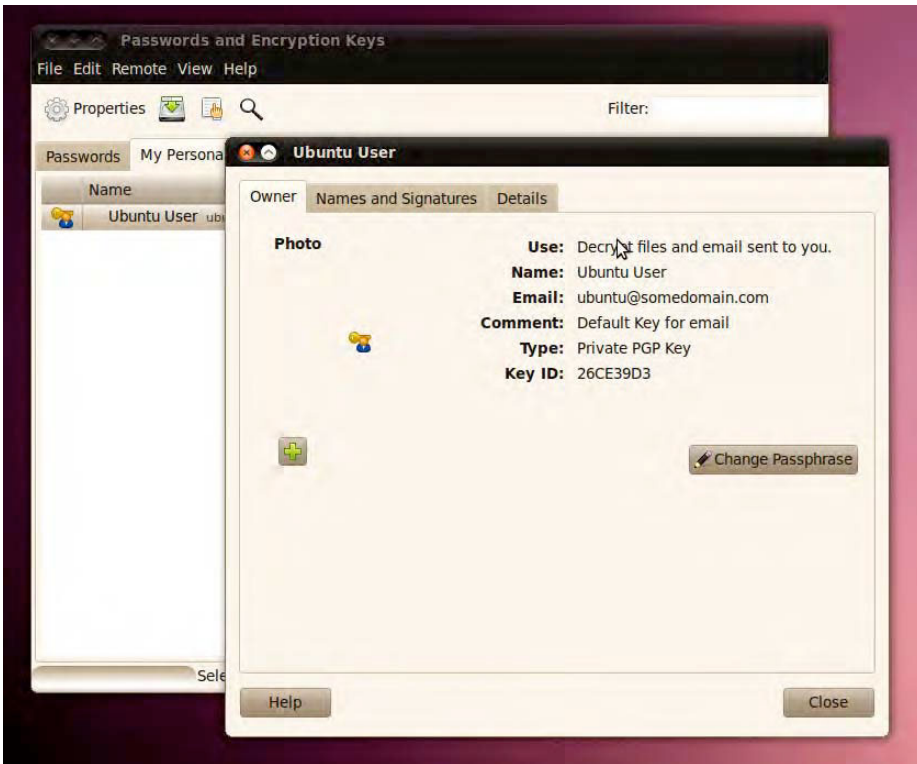 Passwords and Encryption Keys
File Edit Remote View Help
Properties
Filter:
Passwords My Persona
Name
Ubuntu User ubu
Sele
Ubuntu User
Owner Names and Signatures Details
Photo
Use: Decrypt files and email sent to you.
Name: Ubuntu User
Email: ubuntu@somedomain.com
Comment: Default Key for email
Type: Private PGP Key
Key ID: 26CE39D3
Change Passphrase
Help Close